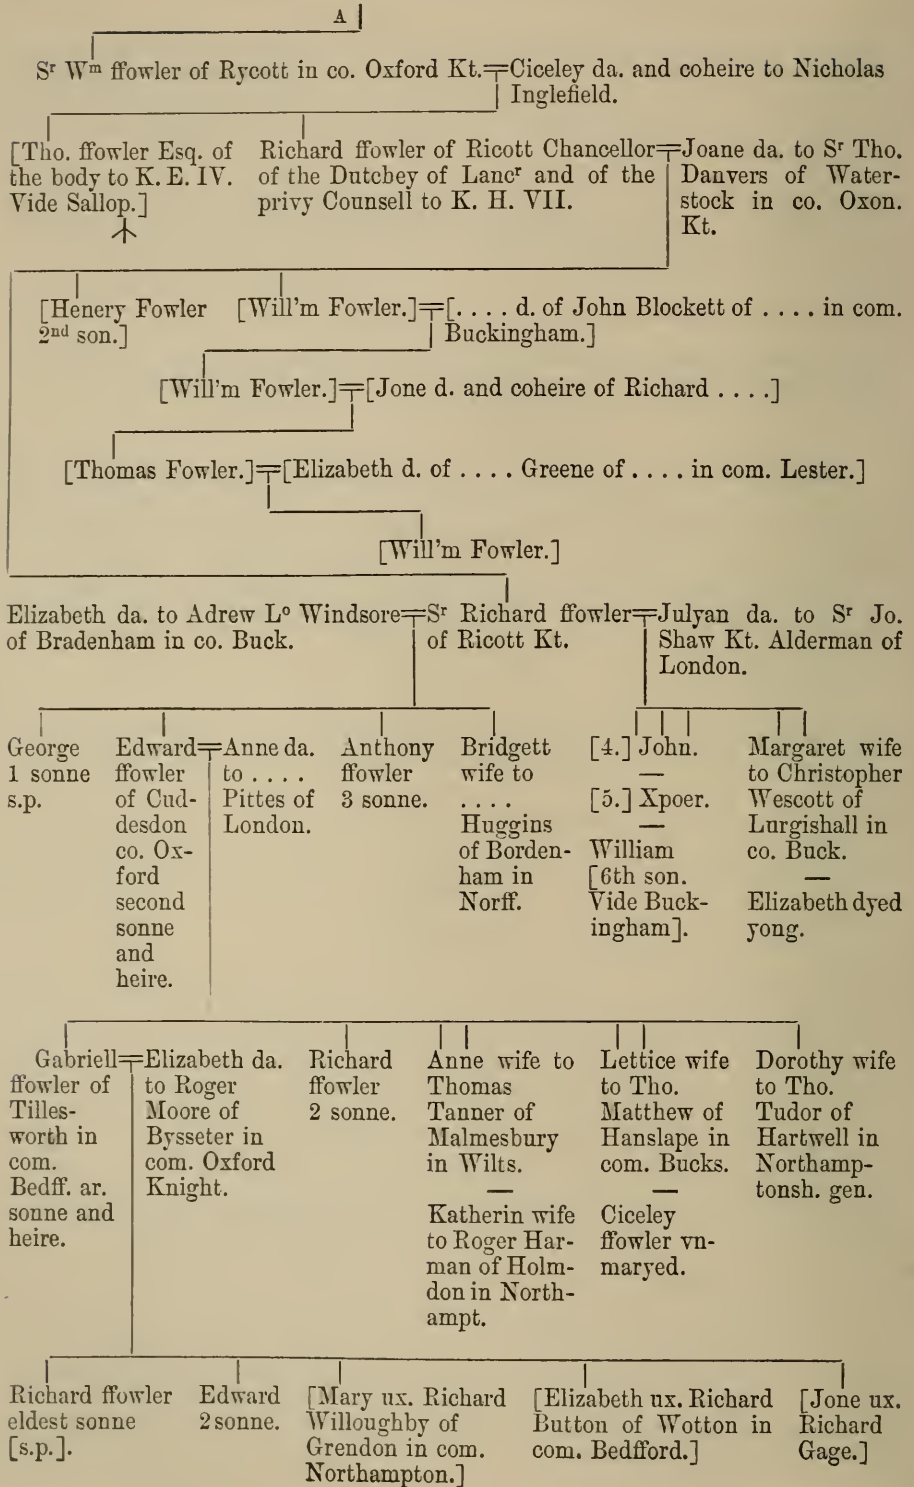 A
Sʳ Wᵐ ffowler of Rycott in co. Oxford Kt.=Ciceley da. and coheire to Nicholas
Inglefield.
[Tho. ffowler Esq. of
the body to K. E. IV.
Vide Sallop.]
Richard ffowler of Ricott Chancellor=Joane da. to Sʳ Tho.
of the Dutchey of Lancʳ and of the
privy Counsell to K. H. VII.
Danvers of Water-
stock in co. Oxon.
Kt.
[Henery Fowler
2ⁿᵈ son.]
[Will'm Fowler.]=[. . . . d. of John Blockett of . . . . in com.
Buckingham.]
[Will'm Fowler.]=[Jone d. and coheire of Richard . . . .]
[Thomas Fowler.]=[Elizabeth d. of . . . . Greene of . . . . in com. Lester.]
[Will'm Fowler.]
Elizabeth da. to Adrew Lᵒ Windsore=Sʳ Richard ffowler=Julyan da. to Sʳ Jo.
of Bradenham in co. Buck.
of Ricott Kt.
Shaw Kt. Alderman of
London.
George
1 sonne
s.p.
Edward=Anne da.
ffowler
of Cud-
desdon
co. Ox-
ford
second
sonne
and
heire.
to . . . .
Pittes of
London.
Anthony
ffowler
3 sonne.
Bridgett
wife to
. . . .
Huggins
of Borden-
ham in
Norff.
[4.] John.
—
[5.] Xpoer.
—
William
[6th son.
Vide Buck-
ingham].
Margaret wife
to Christopher
Wescott of
Lurgishall in
co. Buck.
—
Elizabeth dyed
yong.
Gabriell=Elizabeth da.
ffowler of
Tilles-
worth in
com.
Bedff. ar.
sonne and
heire.
to Roger
Moore of
Bysseter in
com. Oxford
Knight.
Richard
ffowler
2 sonne.
Anne wife to
Thomas
Tanner of
Malmesbury
in Wilts.
—
Katherin wife
to Roger Har-
man of Holm-
don in North-
ampt.
Lettice wife
to Tho.
Matthew of
Hanslape in
com. Bucks.
—
Ciceley
ffowler vn-
maryed.
Dorothy wife
to Tho.
Tudor of
Hartwell in
Northamp-
tonsh. gen.
Richard ffowler
eldest sonne
[s.p.].
Edward
2 sonne.
[Mary ux. Richard
Willoughby of
Grendon in com.
Northampton.]
[Elizabeth ux. Richard
Button of Wotton in
com. Bedfford.]
[Jone ux.
Richard
Gage.]